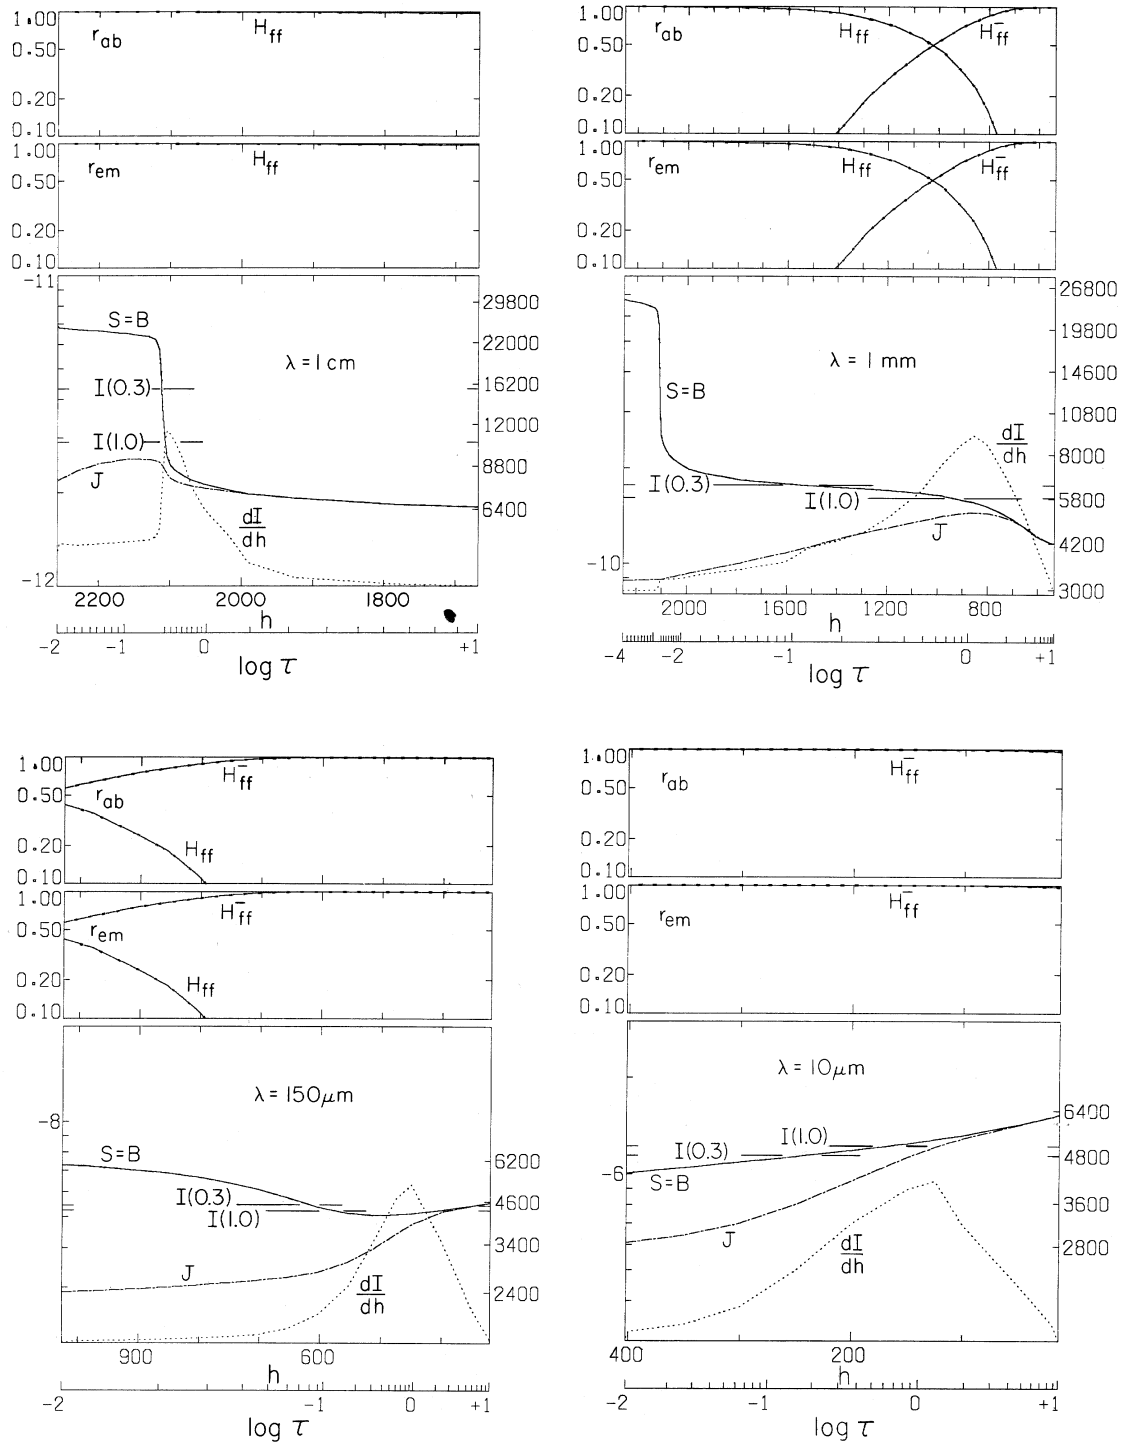 1.00
0.50
0.20
0.10
r_ab
H_ff
1.00
0.50
0.20
0.10
r_em
H_ff
-11
-12
S=B
I(0.3)
I(1.0)
J
dI/dh
λ = 1 cm
29800
22000
16200
12000
8800
6400
2200 2000 1800
h
-2 -1 0 +1
log τ
1.00
0.50
0.20
0.10
r_ab
H_ff
H⁻_ff
1.00
0.50
0.20
0.10
r_em
H_ff
H⁻_ff
-10
λ = 1 mm
S=B
I(0.3)
I(1.0)
J
dI/dh
26800
19800
14600
10800
8000
5800
4200
3000
2000 1600 1200 800
h
-4 -2 -1 0 +1
log τ
1.00
0.50
0.20
0.10
r_ab
H⁻_ff
H_ff
1.00
0.50
0.20
0.10
r_em
H⁻_ff
H_ff
-8
λ = 150μm
S=B
I(0.3)
I(1.0)
J
dI/dh
6200
4600
3400
2400
900 600
h
-2 -1 0 +1
log τ
1.00
0.50
0.20
0.10
r_ab
H⁻_ff
1.00
0.50
0.20
0.10
r_em
H⁻_ff
-6
λ = 10μm
I(1.0)
I(0.3)
S=B
J
dI/dh
6400
4800
3600
2800
400 200
h
-2 -1 0 +1
log τ